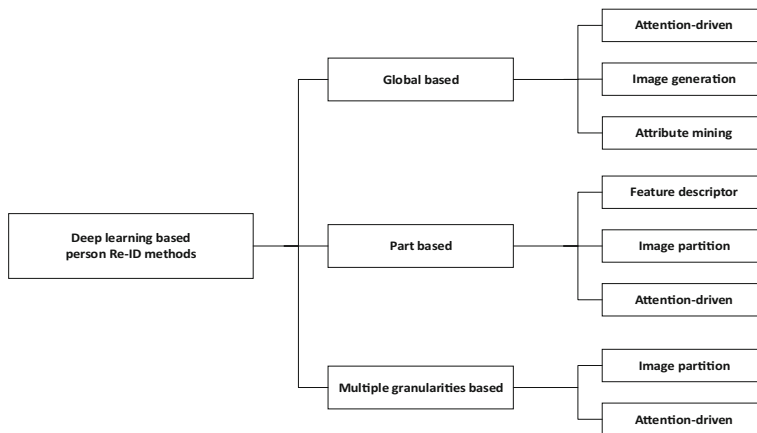 Deep learning based
person Re-ID methods
Global based
Attention-driven
Image generation
Attribute mining
Part based
Feature descriptor
Image partition
Attention-driven
Multiple granularities based
Image partition
Attention-driven